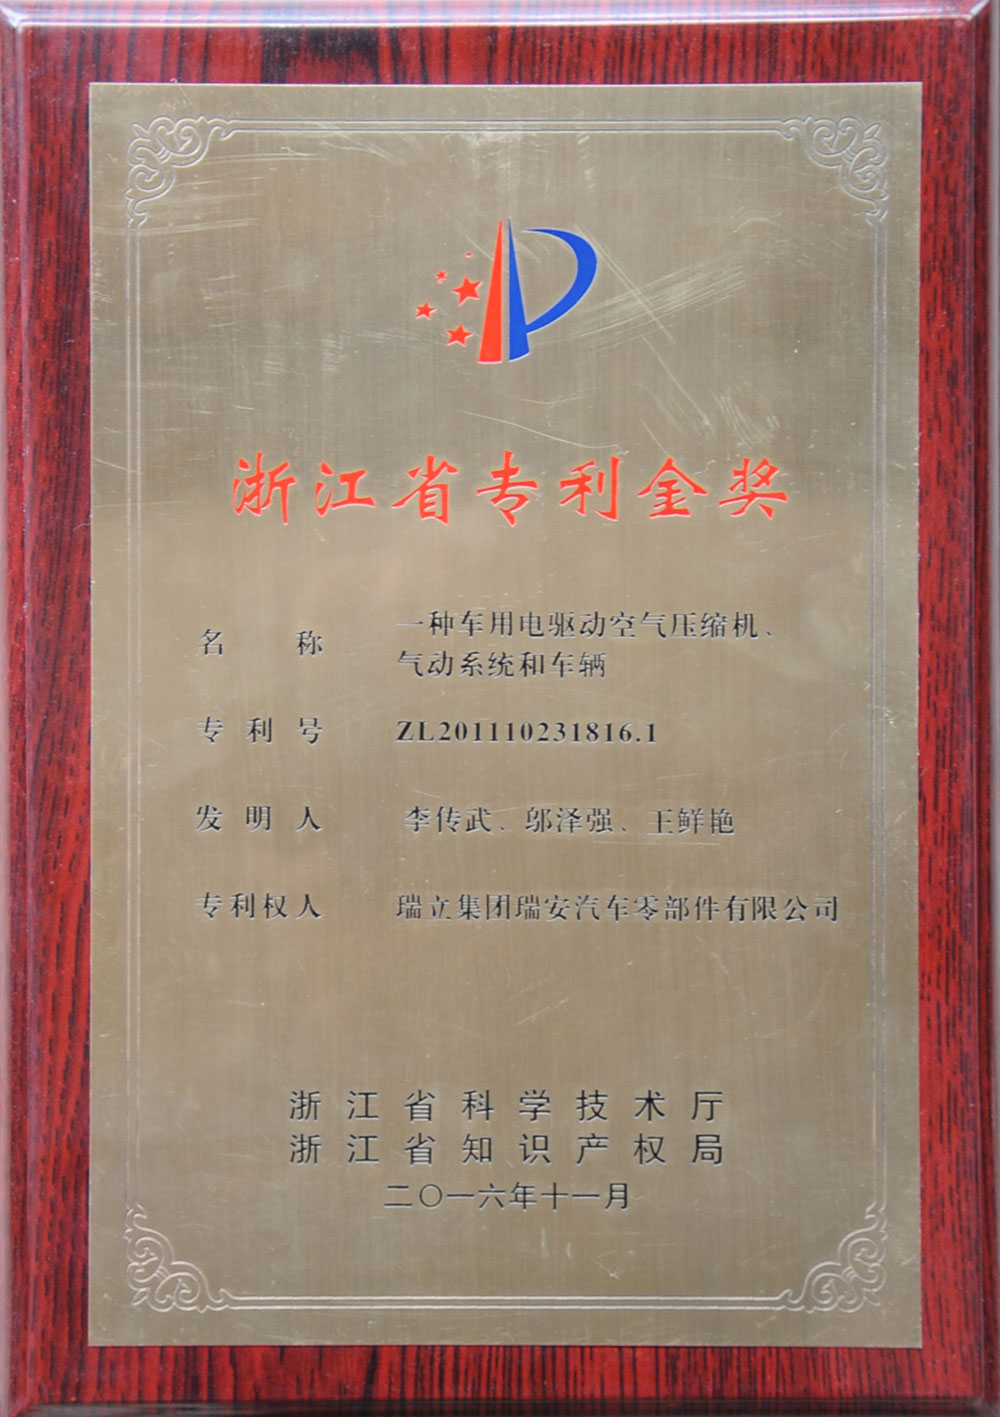 浙江省专利金奖
名称 一种车用电驱动空气压缩机、
气动系统和车辆
专利号 ZL201110231816.1
发明人 李传武、邬泽强、王鲜艳
专利权人 瑞立集团瑞安汽车零部件有限公司
浙江省科学技术厅
浙江省知识产权局
二〇一六年十一月